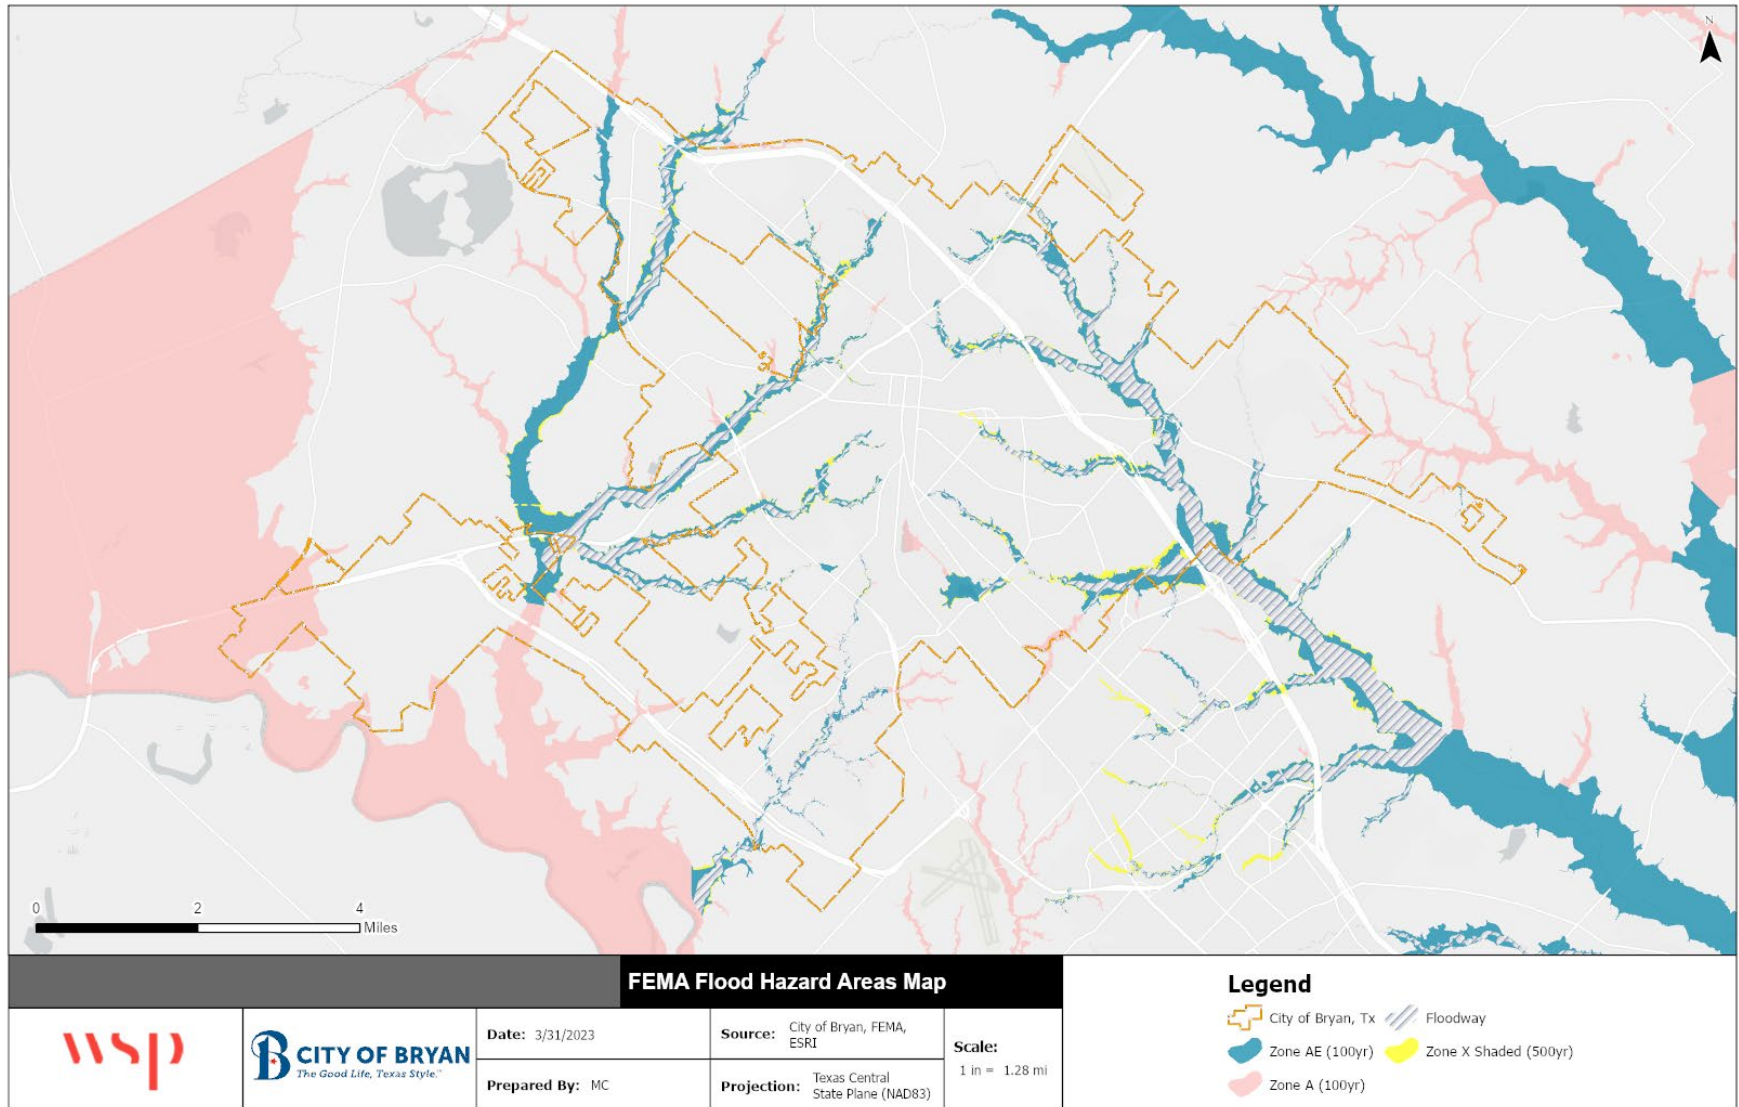 N
0 2 4
Miles
FEMA Flood Hazard Areas Map
wsp
B CITY OF BRYAN
The Good Life, Texas Style.™
Date: 3/31/2023
Source: City of Bryan, FEMA,
ESRI
Prepared By: MC
Projection: Texas Central
State Plane (NAD83)
Scale:
1 in = 1.28 mi
Legend
City of Bryan, Tx
Floodway
Zone AE (100yr)
Zone X Shaded (500yr)
Zone A (100yr)